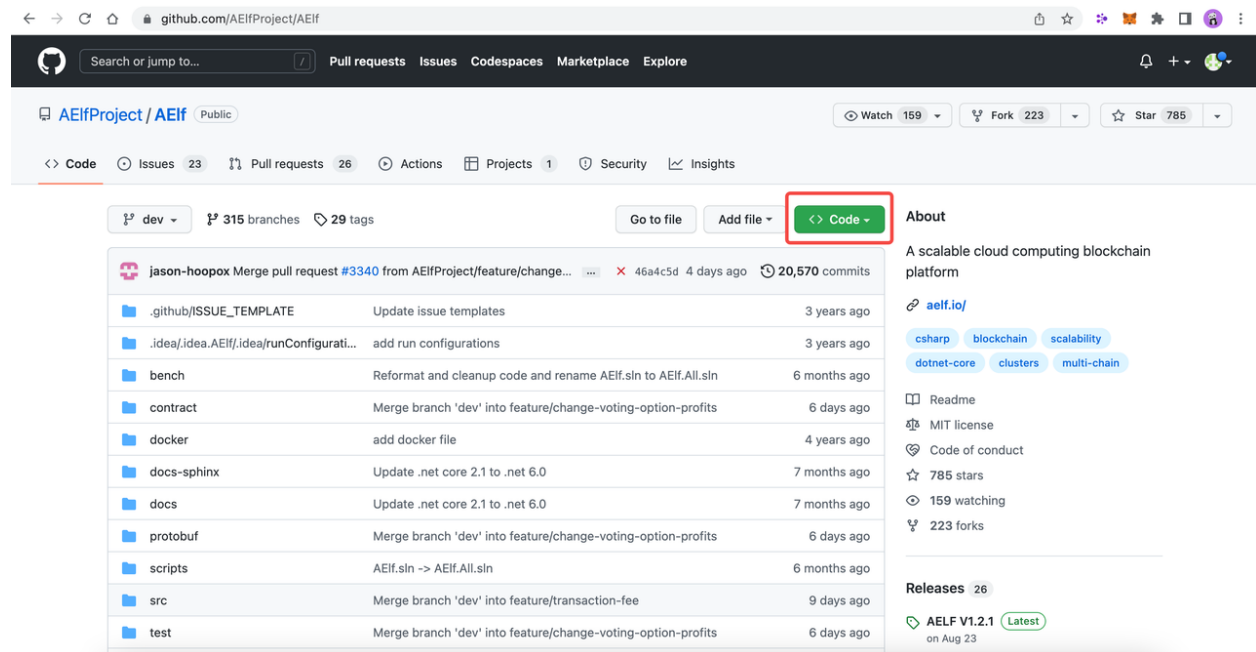 github.com/AElfProject/AElf
Search or jump to... / Pull requests Issues Codespaces Marketplace Explore
AElfProject / AElf Public Watch 159 Fork 223 Star 785
<> Code Issues 23 Pull requests 26 Actions Projects 1 Security Insights
dev 315 branches 29 tags Go to file Add file <> Code
jason-hoopox Merge pull request #3340 from AElfProject/feature/change... ... 46a4c5d 4 days ago 20,570 commits
.github/ISSUE_TEMPLATE Update issue templates 3 years ago
.idea/.idea.AElf/.idea/runConfigurati... add run configurations 3 years ago
bench Reformat and cleanup code and rename AElf.sln to AElf.All.sln 6 months ago
contract Merge branch 'dev' into feature/change-voting-option-profits 6 days ago
docker add docker file 4 years ago
docs-sphinx Update .net core 2.1 to .net 6.0 7 months ago
docs Update .net core 2.1 to .net 6.0 7 months ago
protobuf Merge branch 'dev' into feature/change-voting-option-profits 6 days ago
scripts AElf.sln -> AElf.All.sln 6 months ago
src Merge branch 'dev' into feature/transaction-fee 9 days ago
test Merge branch 'dev' into feature/change-voting-option-profits 6 days ago
About
A scalable cloud computing blockchain
platform
aelf.io/
csharp blockchain scalability
dotnet-core clusters multi-chain
Readme
MIT license
Code of conduct
785 stars
159 watching
223 forks
Releases 26
AELF V1.2.1 Latest
on Aug 23